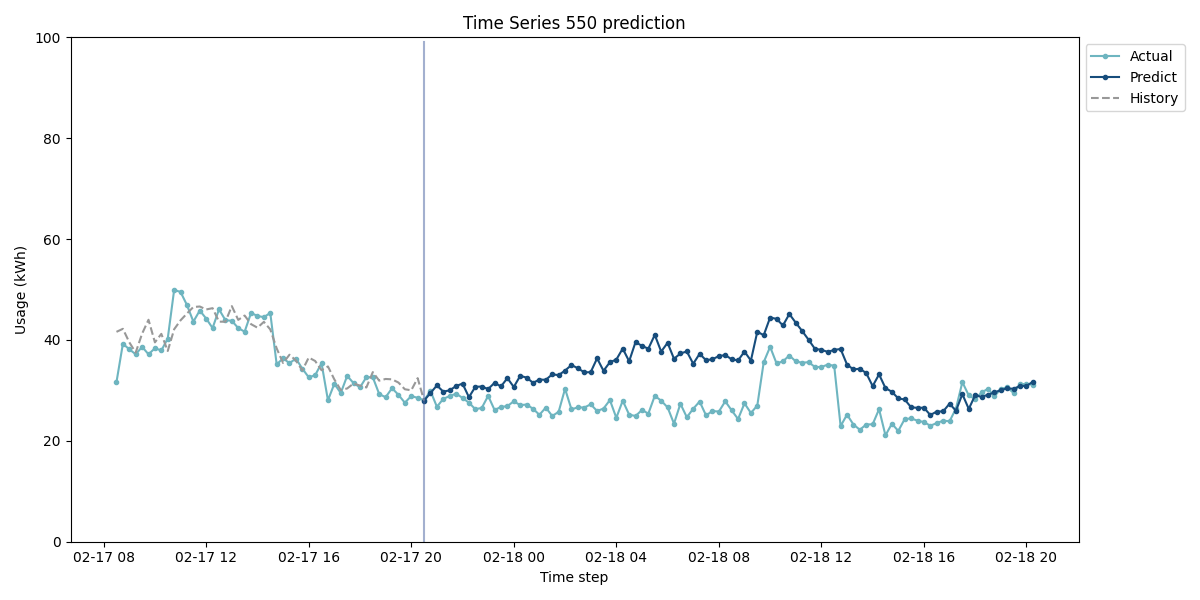 Time Series 550 prediction
Usage (kWh)
100
80
60
40
20
0
02-17 08 02-17 12 02-17 16 02-17 20 02-18 00 02-18 04 02-18 08 02-18 12 02-18 16 02-18 20
Time step
Actual
Predict
History